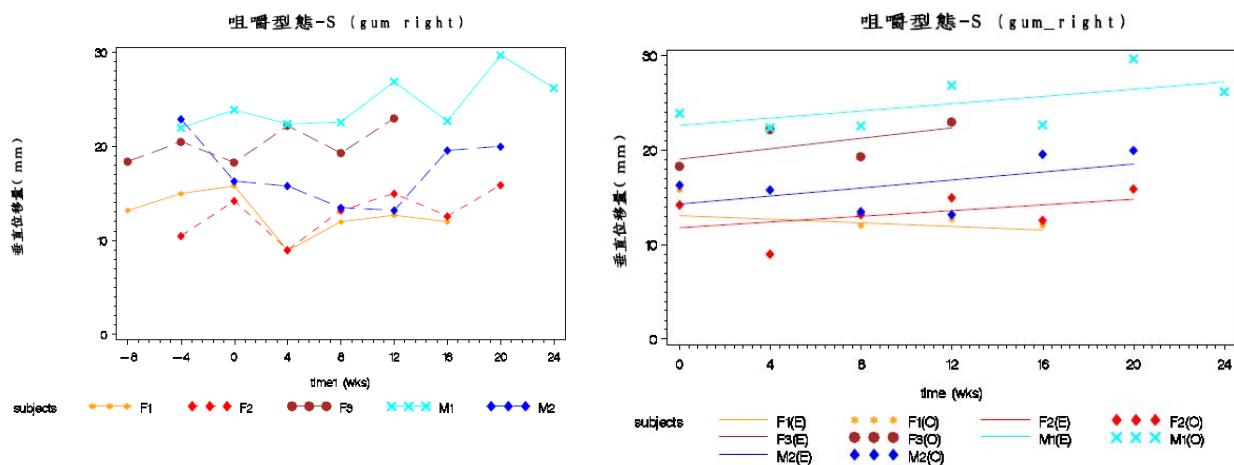 咀嚼型態-S (gum right)
垂直位移量( mm)
30
20
10
0
-8 -4 0 4 8 12 16 20 24
time1 (wks)
subjects F1 F2 F3 M1 M2
咀嚼型態-S (gum_right)
垂直位移量( mm)
30
20
10
0
0 4 8 12 16 20 24
time (wks)
subjects F1(E) F1(O) F2(E) F2(O)
F3(E) F3(O) M1(E) M1(O)
M2(E) M2(O)